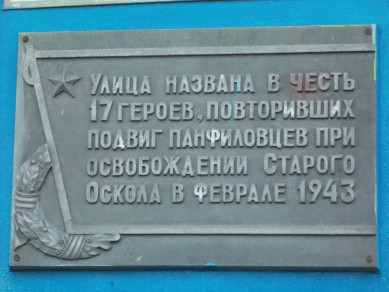 Улица названа в честь
17 героев, повторивших
подвиг панфиловцев при
освобождении Старого
Оскола в феврале 1943